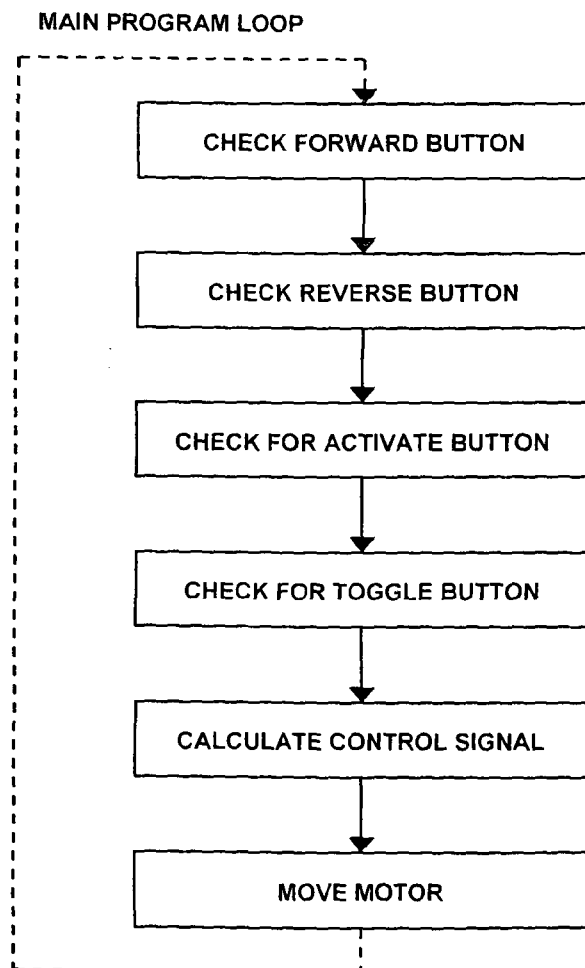 MAIN PROGRAM LOOP
CHECK FORWARD BUTTON
CHECK REVERSE BUTTON
CHECK FOR ACTIVATE BUTTON
CHECK FOR TOGGLE BUTTON
CALCULATE CONTROL SIGNAL
MOVE MOTOR